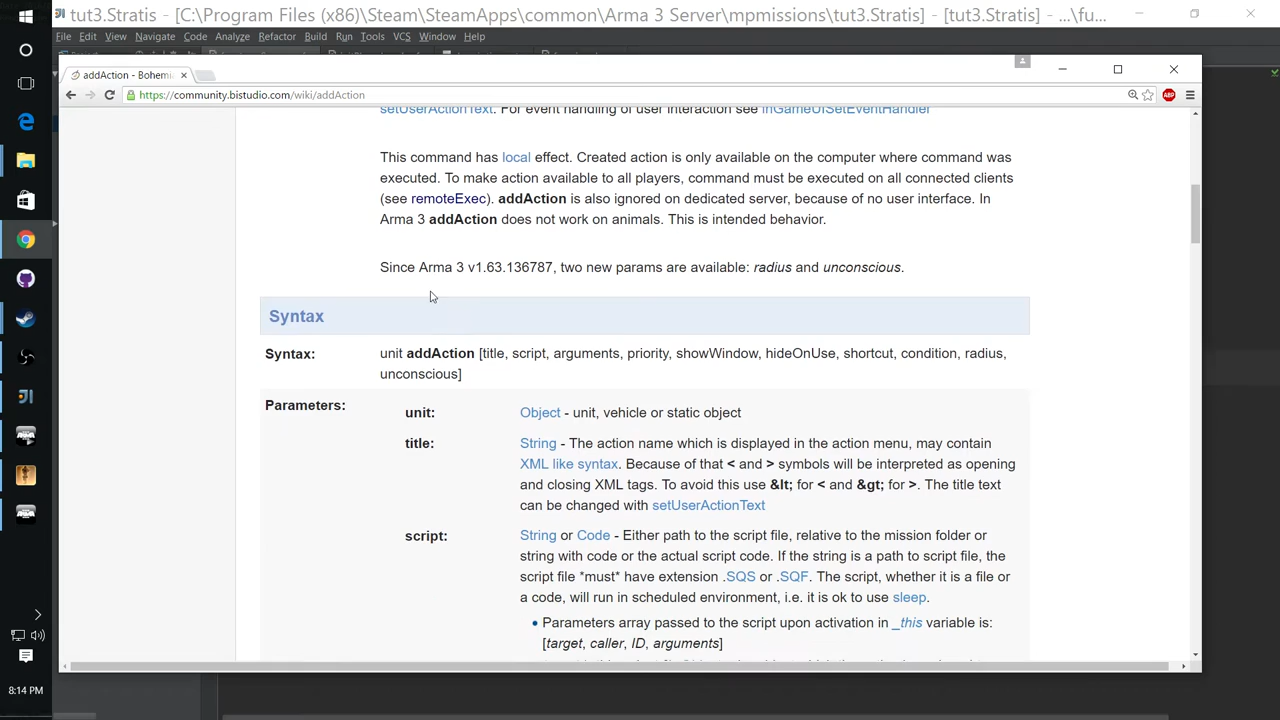 tut3.Stratis - [C:\Program Files (x86)\Steam\SteamApps\common\Arma 3 Server\mpmissions\tut3.Stratis] - [tut3.Stratis] - ...\fu...
File Edit View Navigate Code Analyze Refactor Build Run Tools VCS Window Help
addAction - Bohemi
https://community.bistudio.com/wiki/addAction
ABP
setUserActionText. For event handling of user interaction see inGameUISetEventHandler
This command has local effect. Created action is only available on the computer where command was
executed. To make action available to all players, command must be executed on all connected clients
(see remoteExec). addAction is also ignored on dedicated server, because of no user interface. In
Arma 3 addAction does not work on animals. This is intended behavior.
Since Arma 3 v1.63.136787, two new params are available: radius and unconscious.
Syntax
Syntax: unit addAction [title, script, arguments, priority, showWindow, hideOnUse, shortcut, condition, radius,
unconscious]
Parameters: unit: Object - unit, vehicle or static object
title: String - The action name which is displayed in the action menu, may contain
XML like syntax. Because of that < and > symbols will be interpreted as opening
and closing XML tags. To avoid this use &lt; for < and &gt; for >. The title text
can be changed with setUserActionText
script: String or Code - Either path to the script file, relative to the mission folder or
string with code or the actual script code. If the string is a path to script file, the
script file *must* have extension .SQS or .SQF. The script, whether it is a file or
a code, will run in scheduled environment, i.e. it is ok to use sleep.
• Parameters array passed to the script upon activation in _this variable is:
[target, caller, ID, arguments]
8:14 PM